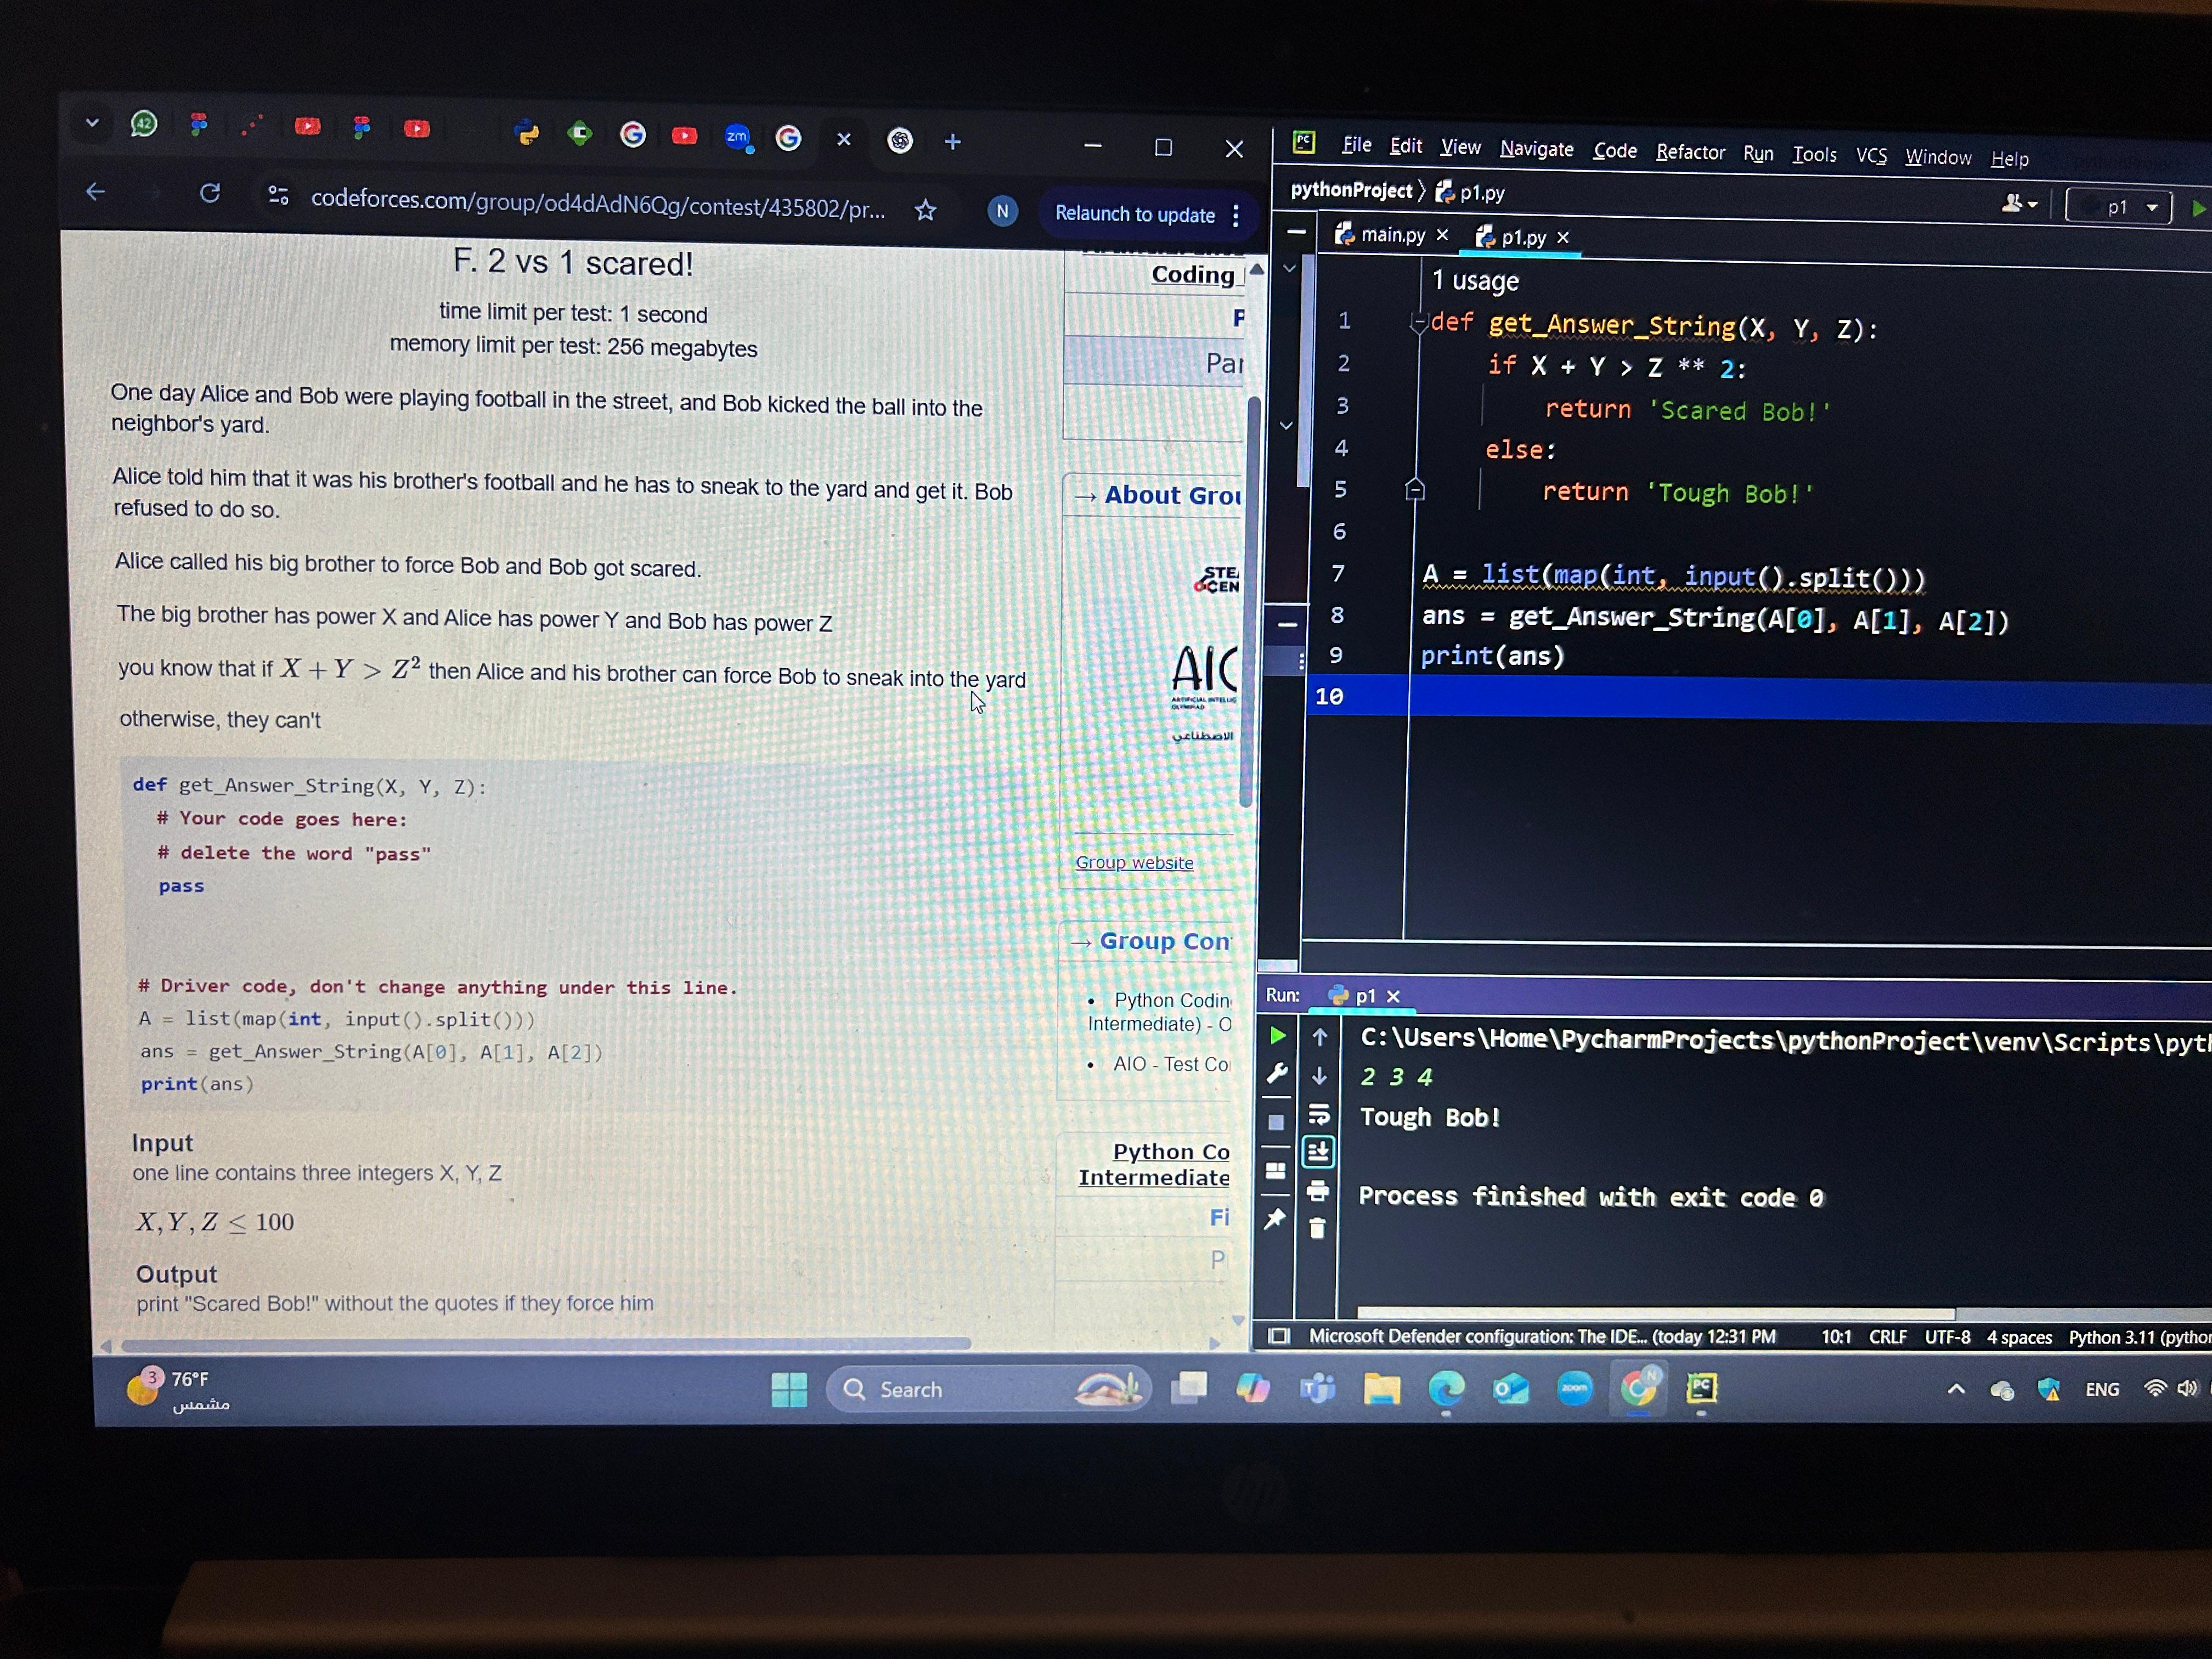 42
zm
codeforces.com/group/od4dAdN6Qg/contest/435802/pr...
N
Relaunch to update
F. 2 vs 1 scared!
time limit per test: 1 second
memory limit per test: 256 megabytes
One day Alice and Bob were playing football in the street, and Bob kicked the ball into the
neighbor's yard.
Alice told him that it was his brother's football and he has to sneak to the yard and get it. Bob
refused to do so.
Alice called his big brother to force Bob and Bob got scared.
The big brother has power X and Alice has power Y and Bob has power Z
you know that if X + Y > Z² then Alice and his brother can force Bob to sneak into the yard
otherwise, they can't
def get_Answer_String(X, Y, Z):
# Your code goes here:
# delete the word "pass"
pass
# Driver code, don't change anything under this line.
A = list(map(int, input().split()))
ans = get_Answer_String(A[0], A[1], A[2])
print(ans)
Input
one line contains three integers X, Y, Z
X, Y, Z ≤ 100
Output
print "Scared Bob!" without the quotes if they force him
Coding
Par
→ About Grou
STE
CEN
AIO
ARTIFICIAL INTELLIG
OLYMPIAD
Group website
→ Group Con
• Python Codin
Intermediate) - O
• AIO - Test Co
Python Co
Intermediate
Fi
P
PC
File Edit View Navigate Code Refactor Run Tools VCS Window Help
pythonProject 〉 p1.py
p1
main.py × p1.py ×
1 usage
1 def get_Answer_String(X, Y, Z):
2 if X + Y > Z ** 2:
3 return 'Scared Bob!'
4 else:
5 return 'Tough Bob!'
6
7 A = list(map(int, input().split()))
8 ans = get_Answer_String(A[0], A[1], A[2])
9 print(ans)
10
Run: p1 ×
C:\Users\Home\PycharmProjects\pythonProject\venv\Scripts\pyth
2 3 4
Tough Bob!
Process finished with exit code 0
Microsoft Defender configuration: The IDE... (today 12:31 PM 10:1 CRLF UTF-8 4 spaces Python 3.11 (pythor
3 76°F
مشمس
Search
zoom
PC
ENG
hp